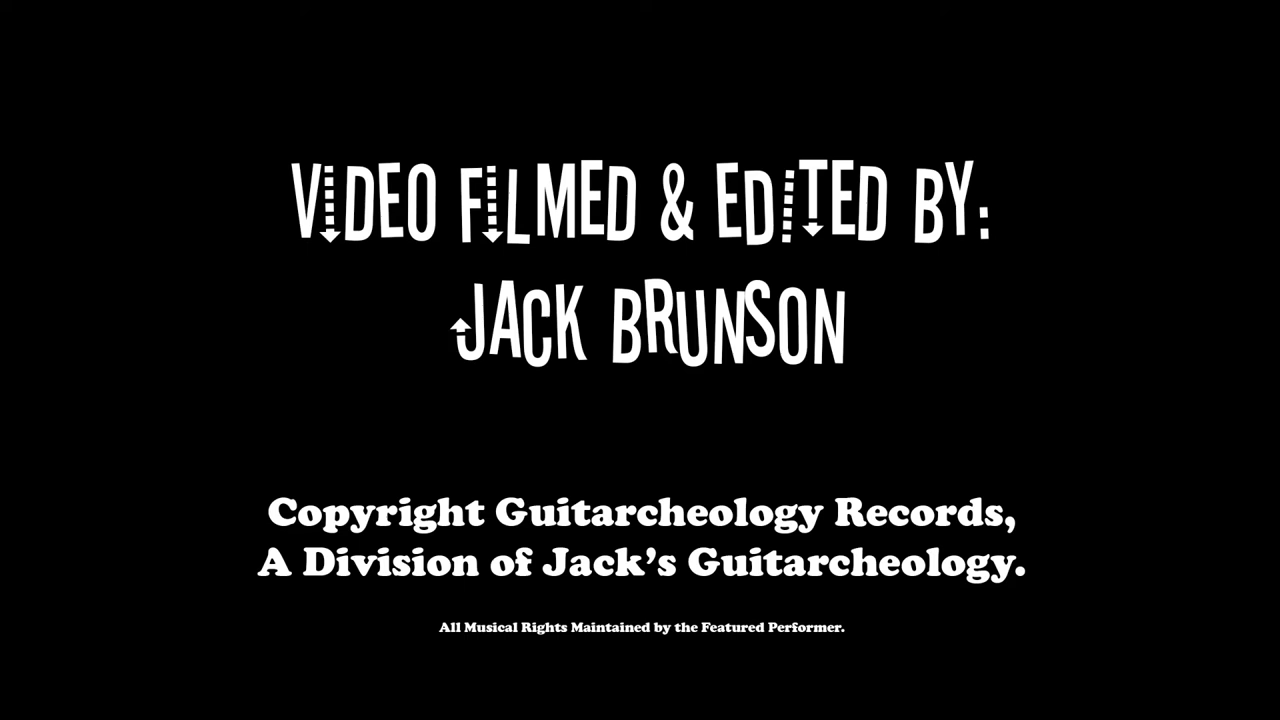 VIDEO FILMED & EDITED BY:
JACK BRUNSON
Copyright Guitarcheology Records,
A Division of Jack’s Guitarcheology.
All Musical Rights Maintained by the Featured Performer.